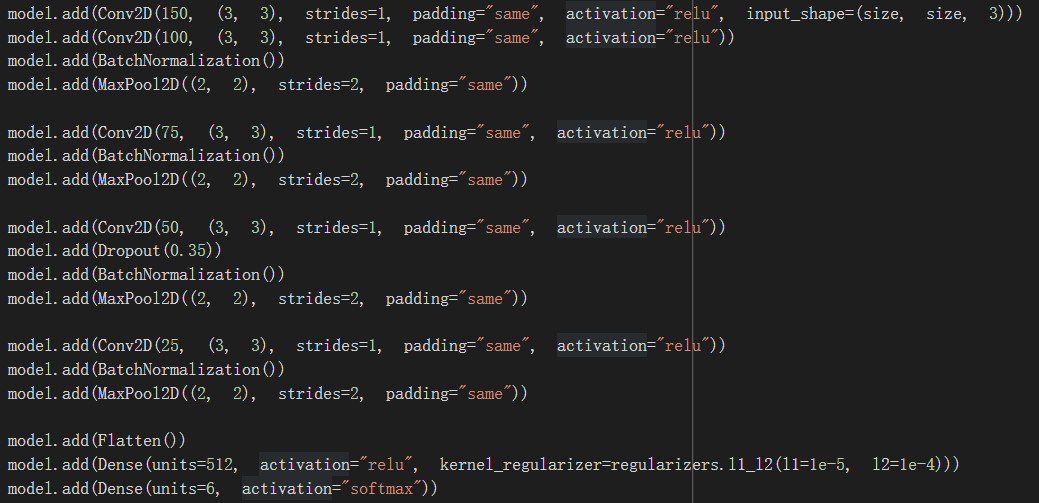 model.add(Conv2D(150, (3, 3), strides=1, padding="same", activation="relu", input_shape=(size, size, 3)))
model.add(Conv2D(100, (3, 3), strides=1, padding="same", activation="relu"))
model.add(BatchNormalization())
model.add(MaxPool2D((2, 2), strides=2, padding="same"))
model.add(Conv2D(75, (3, 3), strides=1, padding="same", activation="relu"))
model.add(BatchNormalization())
model.add(MaxPool2D((2, 2), strides=2, padding="same"))
model.add(Conv2D(50, (3, 3), strides=1, padding="same", activation="relu"))
model.add(Dropout(0.35))
model.add(BatchNormalization())
model.add(MaxPool2D((2, 2), strides=2, padding="same"))
model.add(Conv2D(25, (3, 3), strides=1, padding="same", activation="relu"))
model.add(BatchNormalization())
model.add(MaxPool2D((2, 2), strides=2, padding="same"))
model.add(Flatten())
model.add(Dense(units=512, activation="relu", kernel_regularizer=regularizers.l1_l2(l1=1e-5, l2=1e-4)))
model.add(Dense(units=6, activation="softmax"))